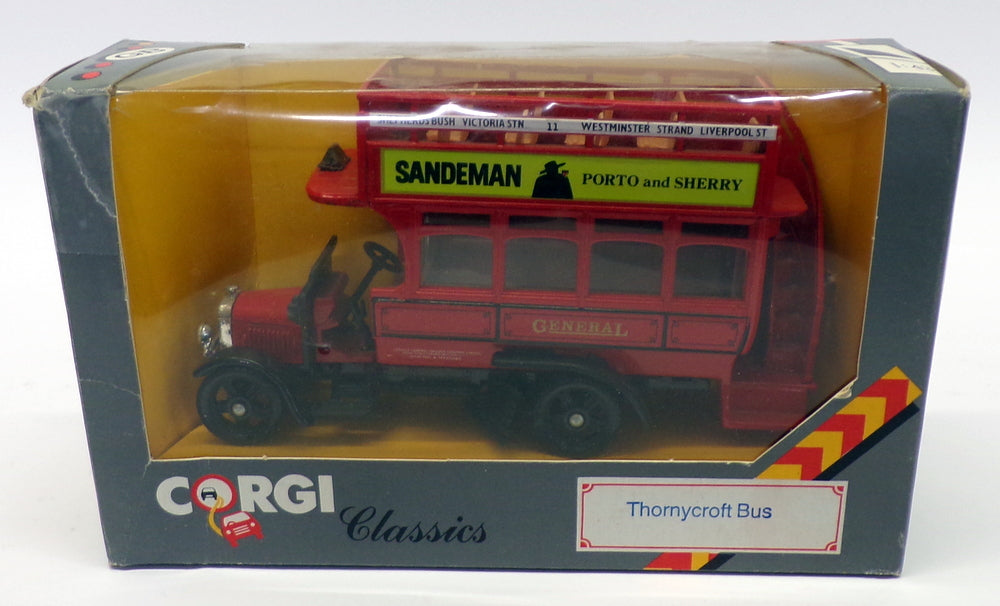 SHEPHERDS BUSH VICTORIA STN 11 WESTMINSTER STRAND LIVERPOOL ST
SANDEMAN PORTO and SHERRY
GENERAL
CORGI Classics
Thornycroft Bus